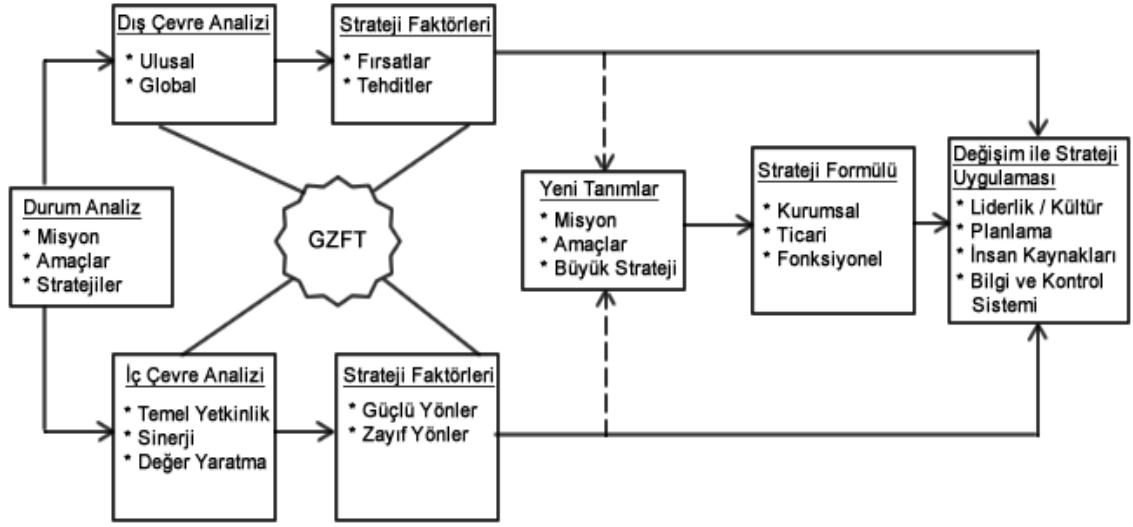 Dış Çevre Analizi
* Ulusal
* Global
Strateji Faktörleri
* Fırsatlar
* Tehditler
Durum Analiz
* Misyon
* Amaçlar
* Stratejiler
GZFT
İç Çevre Analizi
* Temel Yetkinlik
* Sinerji
* Değer Yaratma
Strateji Faktörleri
* Güçlü Yönler
* Zayıf Yönler
Yeni Tanımlar
* Misyon
* Amaçlar
* Büyük Strateji
Strateji Formülü
* Kurumsal
* Ticari
* Fonksiyonel
Değişim ile Strateji
Uygulaması
* Liderlik / Kültür
* Planlama
* İnsan Kaynakları
* Bilgi ve Kontrol
Sistemi